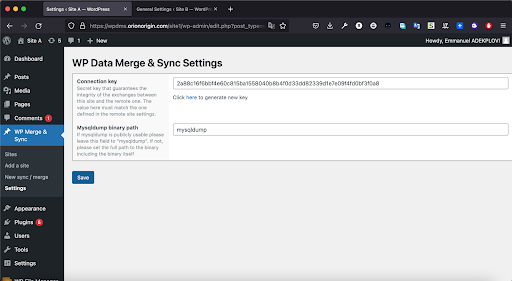 Settings ‹ Site A — WordPress
General Settings ‹ Site B — WordPr
https://wpdms.orionorigin.com/site1/wp-admin/edit.php?post_type=
Site A 5 1 + New
Howdy, Emmanuel ADEKPLOVI
Dashboard
Posts
Media
Pages
Comments 1
WP Merge &
Sync
Sites
Add a site
New sync / merge
Settings
Appearance
Plugins 5
Users
Tools
Settings
WP File Manager
WP Data Merge & Sync Settings
Connection key
Secret key that guarantees the
integrity of the exchanges between
this site and the remote one. The
value here must match the one
defined in the remote site settings.
Click here to generate new key
Mysqldump binary path
If mysqldump is publicly usable please
leave this field to "mysqldump". If not,
please set the full path to the binary
including the binary itself
mysqldump
Save